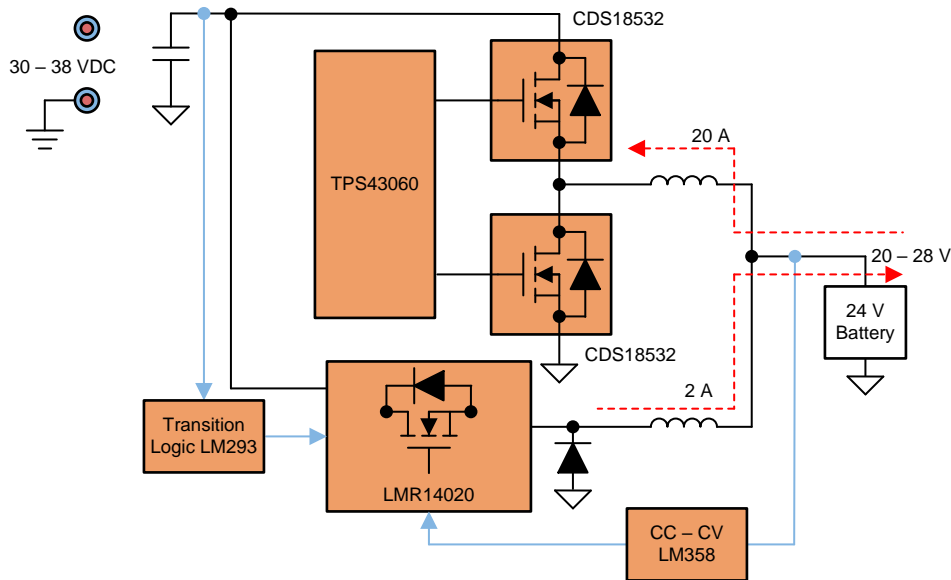 CDS18532
30 – 38 VDC
20 A
TPS43060
20 – 28 V
24 V
Battery
CDS18532
2 A
Transition
Logic LM293
LMR14020
CC – CV
LM358